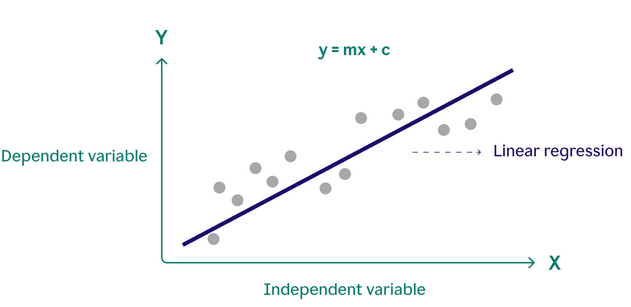 Y
y = mx + c
Dependent variable
Linear regression
X
Independent variable